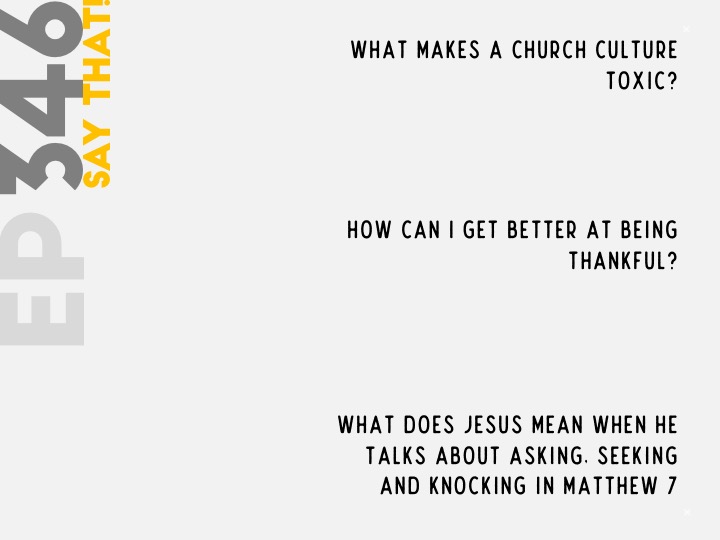 EP 346
SAY THAT!
WHAT MAKES A CHURCH CULTURE
TOXIC?
HOW CAN I GET BETTER AT BEING
THANKFUL?
WHAT DOES JESUS MEAN WHEN HE
TALKS ABOUT ASKING, SEEKING
AND KNOCKING IN MATTHEW 7